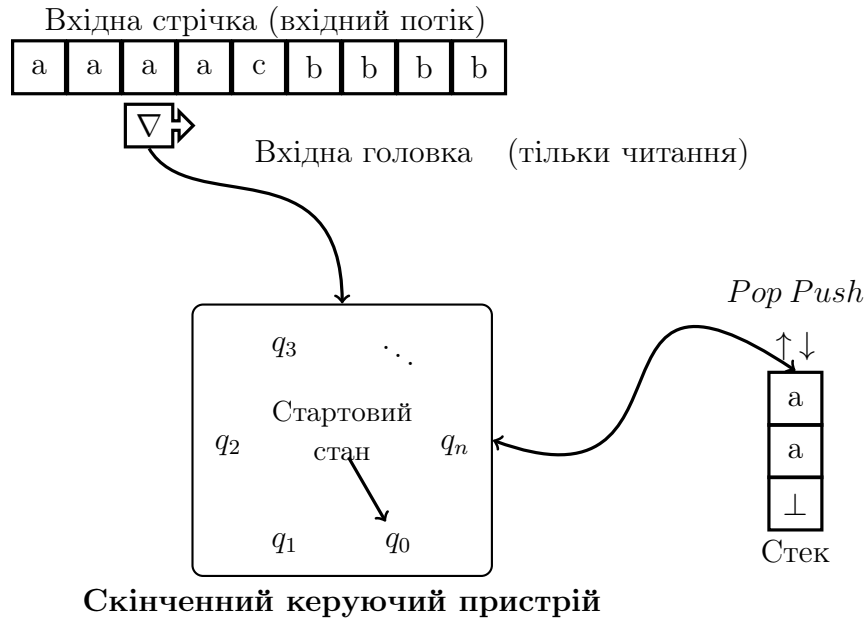 Вхідна стрічка (вхідний потік)
a a a a c b b b b
∇
Вхідна головка (тільки читання)
Pop Push
↑↓
q3 ⋱
a
Стартовий
стан
q2 qn
a
⊥
q1 q0
Стек
Скінченний керуючий пристрій